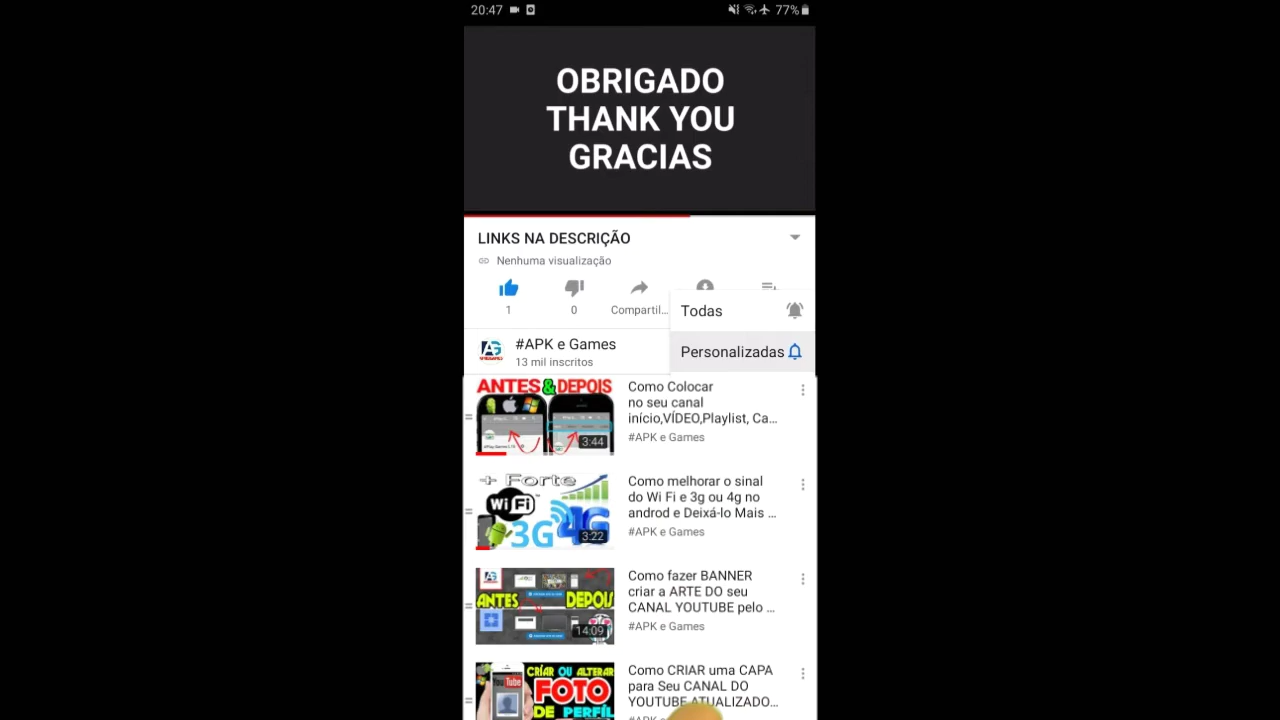 20:47
77%
OBRIGADO
THANK YOU
GRACIAS
LINKS NA DESCRIÇÃO
Nenhuma visualização
1
0
Compartil...
Todas
Personalizadas
AG
#APK e Games
13 mil inscritos
ANTES & DEPOIS
3:44
Como Colocar
no seu canal
início,VÍDEO,Playlist, Ca...
#APK e Games
+ Forte
Wi Fi
3G 4G
3:22
Como melhorar o sinal
do Wi Fi e 3g ou 4g no
androd e Deixá-lo Mais ...
#APK e Games
ANTES DEPOIS
14:09
Como fazer BANNER
criar a ARTE DO seu
CANAL YOUTUBE pelo ...
#APK e Games
CRIAR OU ALTERAR
YouTube
FOTO
DE PERFIL
Como CRIAR uma CAPA
para Seu CANAL DO
YOUTUBE ATUALIZADO...